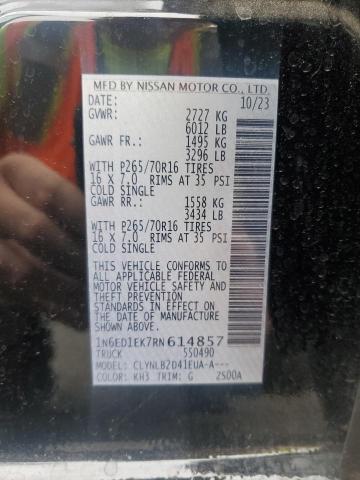 MFD BY NISSAN MOTOR CO., LTD.
DATE: 10/23
GVWR: 2727 KG
6012 LB
GAWR FR.: 1495 KG
3296 LB
WITH P265/70R16 TIRES
16 X 7.0 RIMS AT 35 PSI
COLD SINGLE
GAWR RR.: 1558 KG
3434 LB
WITH P265/70R16 TIRES
16 X 7.0 RIMS AT 35 PSI
COLD SINGLE
THIS VEHICLE CONFORMS TO
ALL APPLICABLE FEDERAL
MOTOR VEHICLE SAFETY
AND THEFT PREVENTION
STANDARDS IN EFFECT ON
THE DATE OF MANUFACTURE
SHOWN ABOVE.
1N6ED1EK7RN614857
TRUCK 550490
MODEL: CLYNLB2D41EUA-A---
COLOR: KH3 TRIM: G 2S00A